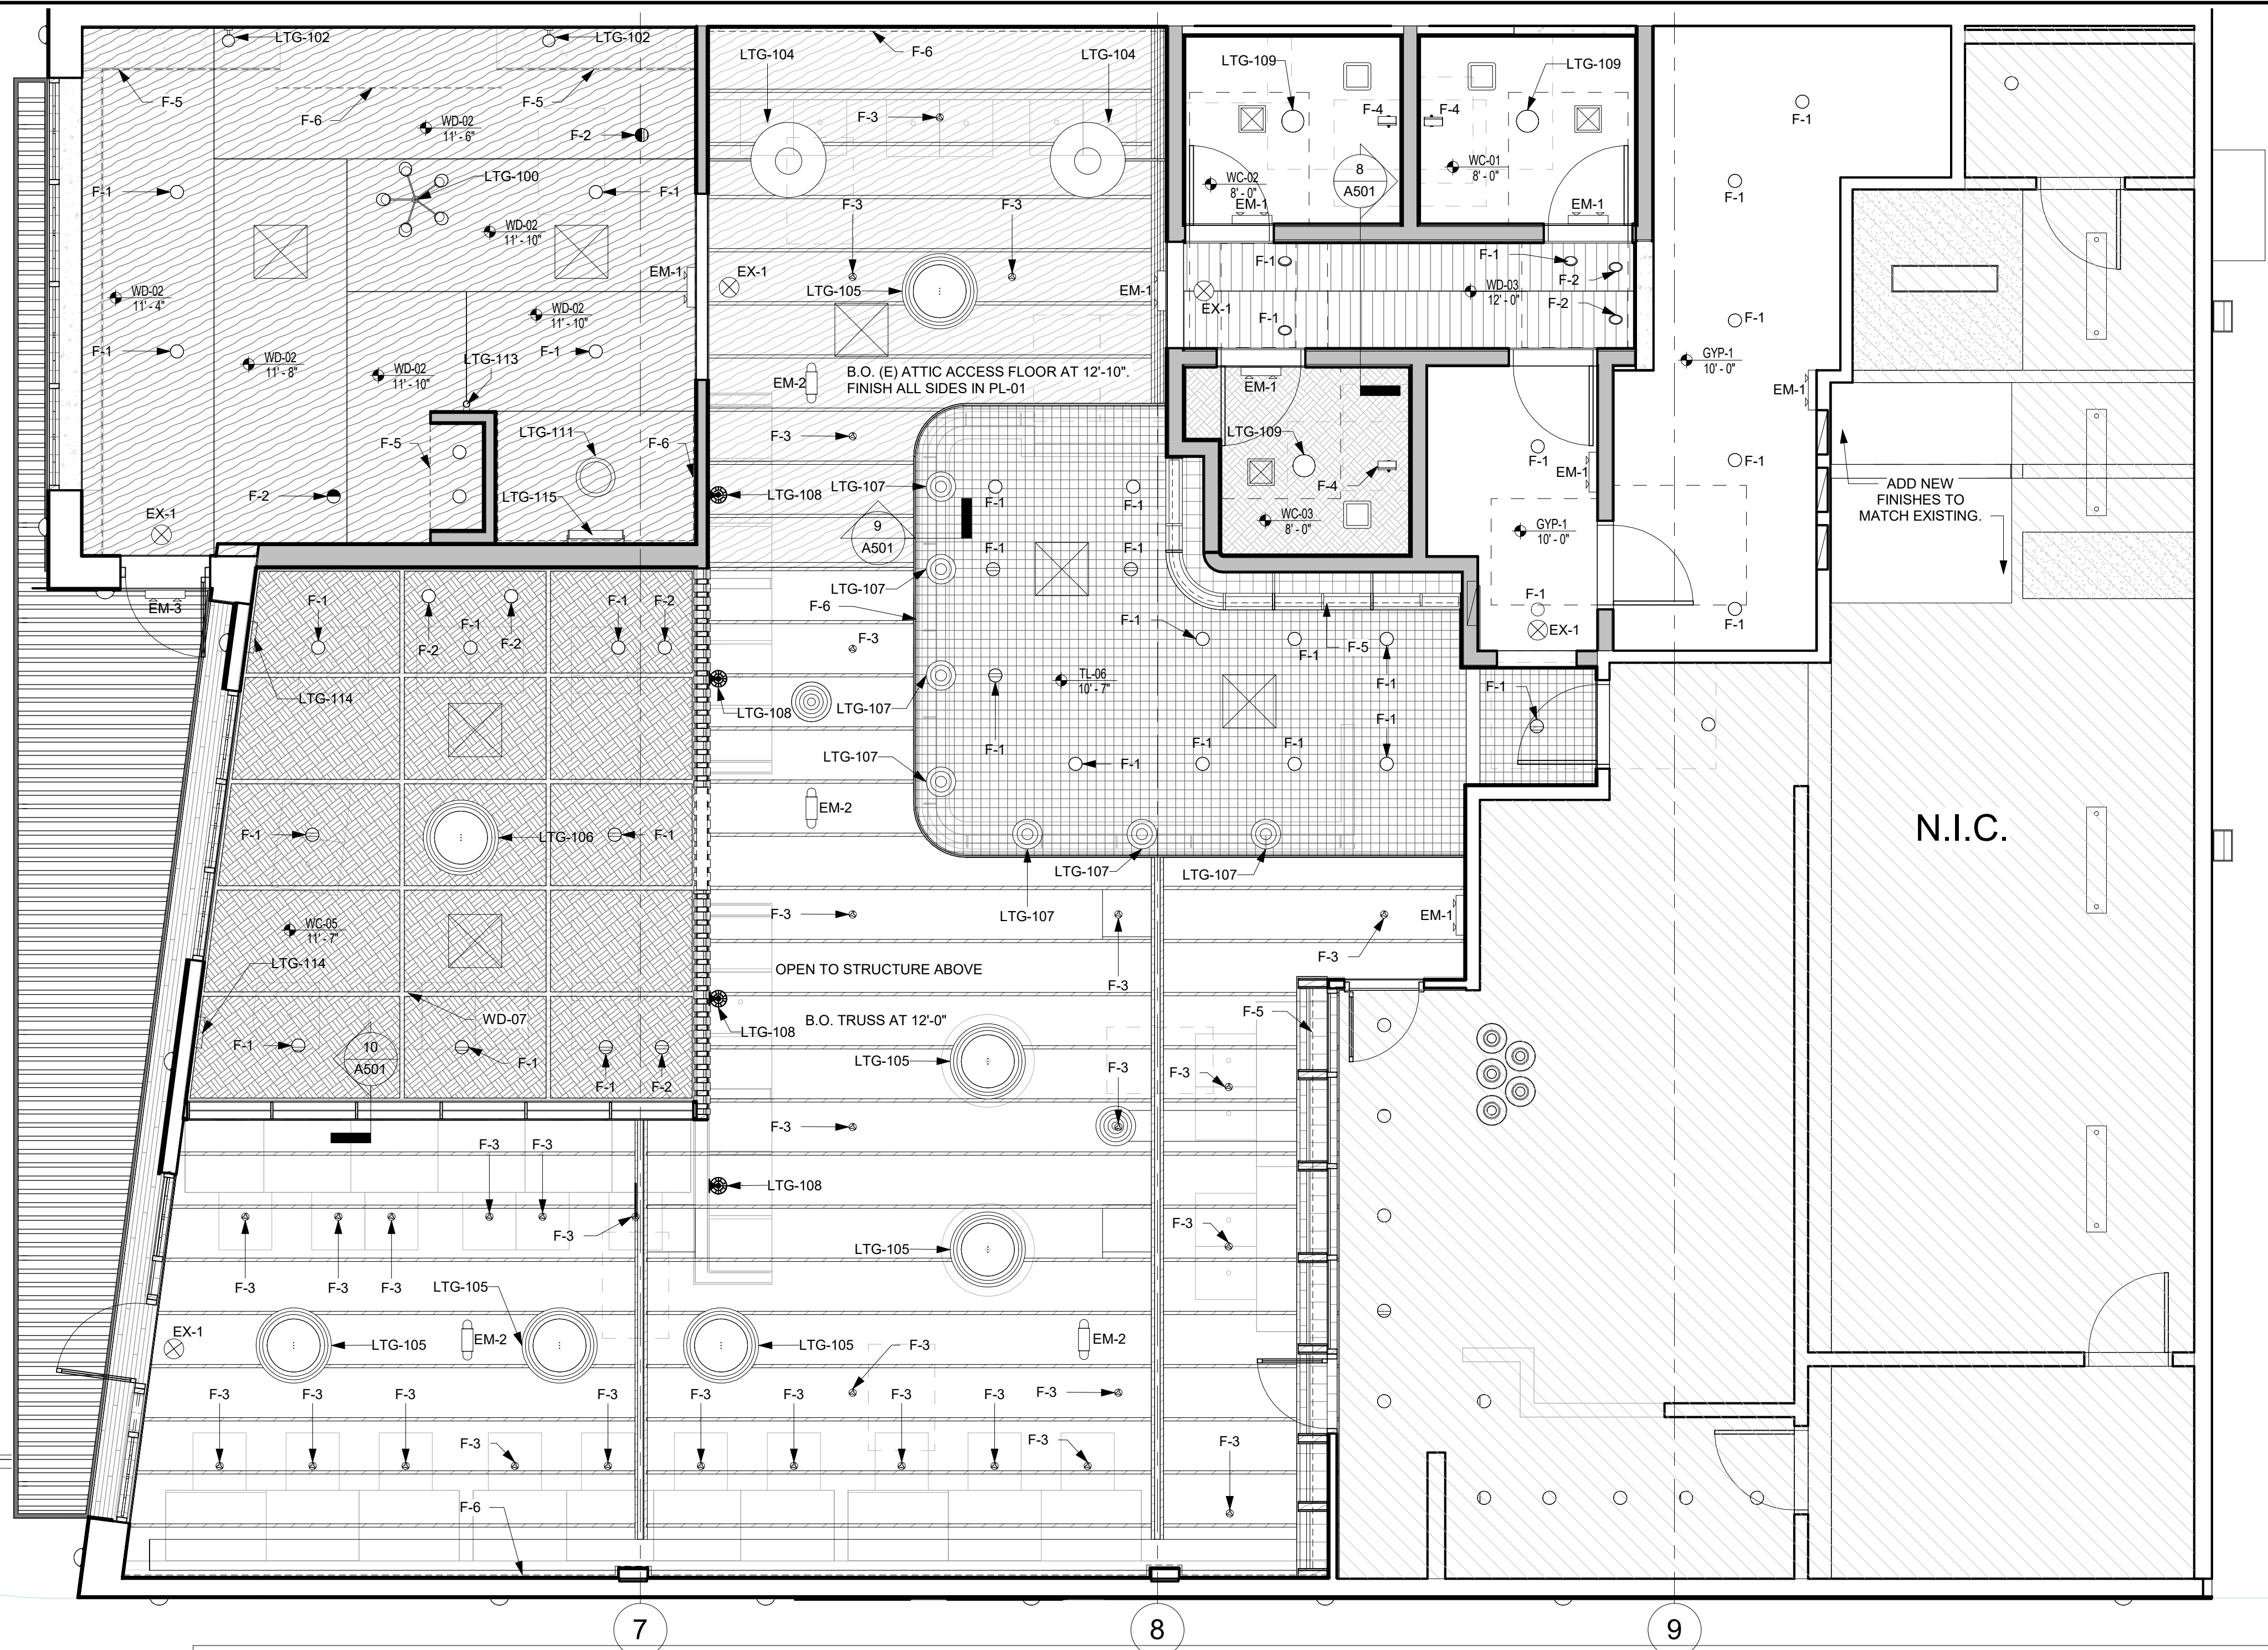 LTG-102
LTG-102
F-5
F-6
F-5
WD-02
11' - 6"
F-2
F-1
LTG-100
F-1
WD-02
11' - 10"
WD-02
11' - 4"
EM-1
WD-02
11' - 10"
F-1
WD-02
11' - 8"
WD-02
11' - 10"
LTG-113
F-1
F-5
LTG-111
F-6
F-2
LTG-115
EX-1
EM-3
F-6
LTG-104
LTG-104
F-3
F-3
F-3
EX-1
LTG-105
EM-1
EM-2
B.O. (E) ATTIC ACCESS FLOOR AT 12'-10".
FINISH ALL SIDES IN PL-01
F-3
LTG-108
LTG-107
9
A501
LTG-107
F-6
F-3
LTG-108
LTG-107
LTG-107
EM-2
LTG-109
LTG-109
F-4
F-4
WC-02
8' - 0"
8
A501
WC-01
8' - 0"
EM-1
EM-1
F-1
F-1
F-2
WD-03
12' - 0"
F-2
EX-1
F-1
EM-1
LTG-109
F-4
WC-03
8' - 0"
F-1
F-1
F-1
GYP-1
10' - 0"
EM-1
F-1
EM-1
F-1
GYP-1
10' - 0"
F-1
EX-1
F-1
ADD NEW
FINISHES TO
MATCH EXISTING.
F-1
F-1
F-1
F-1
F-1
F-1
F-5
F-1
TL-06
10' - 7"
F-1
F-1
F-1
F-1
F-1
F-1
LTG-107
LTG-107
LTG-107
N.I.C.
F-1
F-2
F-1
F-2
F-1
F-2
LTG-114
F-1
LTG-106
F-1
WC-05
11' - 7"
LTG-114
WD-07
F-1
10
A501
F-1
F-1
F-2
F-3
F-3
F-3
EM-1
OPEN TO STRUCTURE ABOVE
B.O. TRUSS AT 12'-0"
LTG-108
F-5
LTG-105
F-3
F-3
F-3
LTG-108
F-3
F-3
F-3
F-3
LTG-105
F-3
F-3
F-3
LTG-105
EX-1
LTG-105
EM-2
LTG-105
F-3
EM-2
F-3
F-3
F-3
F-3
F-3
F-3
F-3
F-3
F-3
F-3
F-3
F-3
F-6
7
8
9